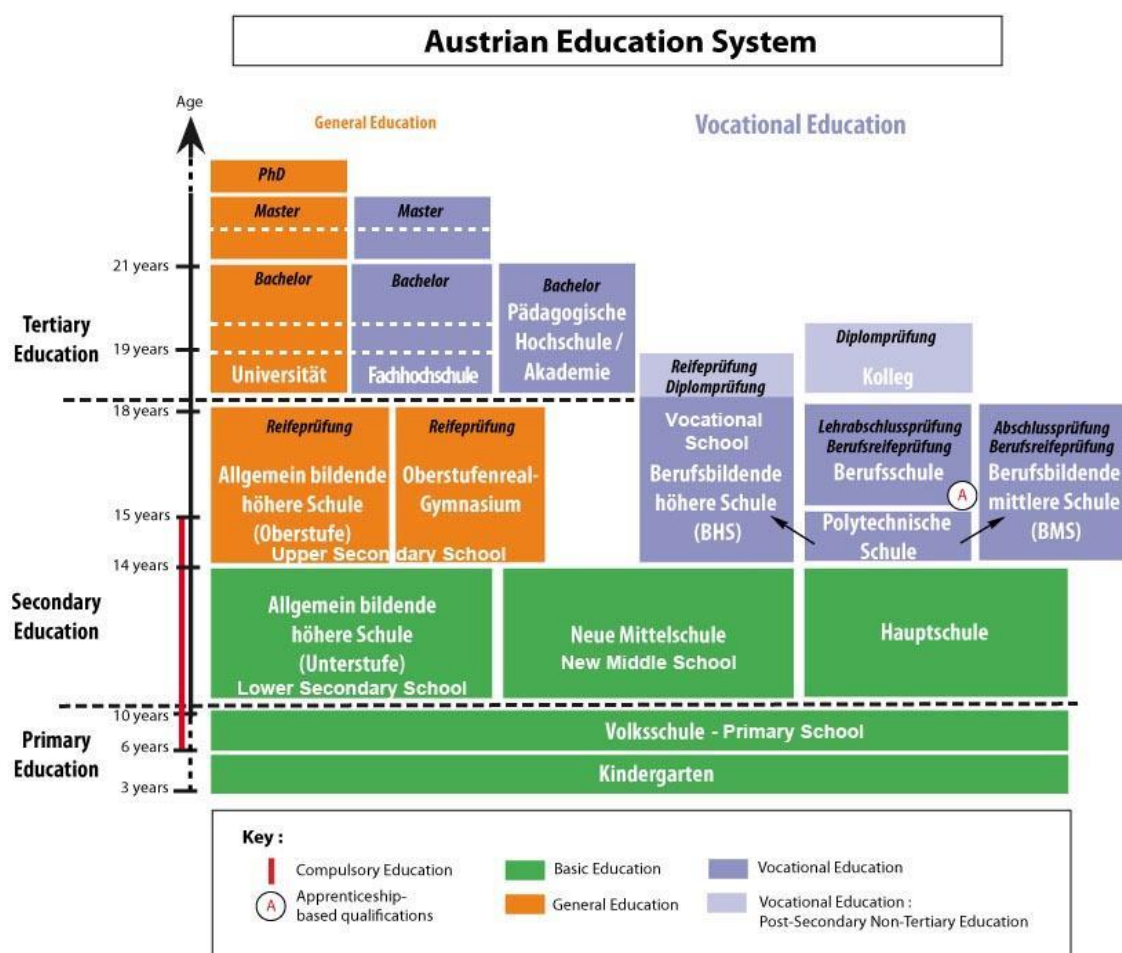 Austrian Education System
Age
General Education
Vocational Education
PhD
Master
Master
21 years
Bachelor
Bachelor
Bachelor
Pädagogische
Hochschule /
Akademie
Tertiary
Education
19 years
Universität
Fachhochschule
Reifeprüfung
Diplomprüfung
Diplomprüfung
Kolleg
18 years
Reifeprüfung
Allgemein bildende
höhere Schule
(Oberstufe)
Reifeprüfung
Oberstufenreal-
Gymnasium
Upper Secondary School
Vocational
School
Berufsbildende
höhere Schule
(BHS)
Lehrabschlussprüfung
Berufsreifeprüfung
Berufsschule
A
Polytechnische
Schule
Abschlussprüfung
Berufsreifeprüfung
Berufsbildende
mittlere Schule
(BMS)
15 years
14 years
Secondary
Education
Allgemein bildende
höhere Schule
(Unterstufe)
Lower Secondary School
Neue Mittelschule
New Middle School
Hauptschule
10 years
Primary
Education
6 years
3 years
Volksschule - Primary School
Kindergarten
Key :
Compulsory Education
A
Apprenticeship-
based qualifications
Basic Education
General Education
Vocational Education
Vocational Education :
Post-Secondary Non-Tertiary Education